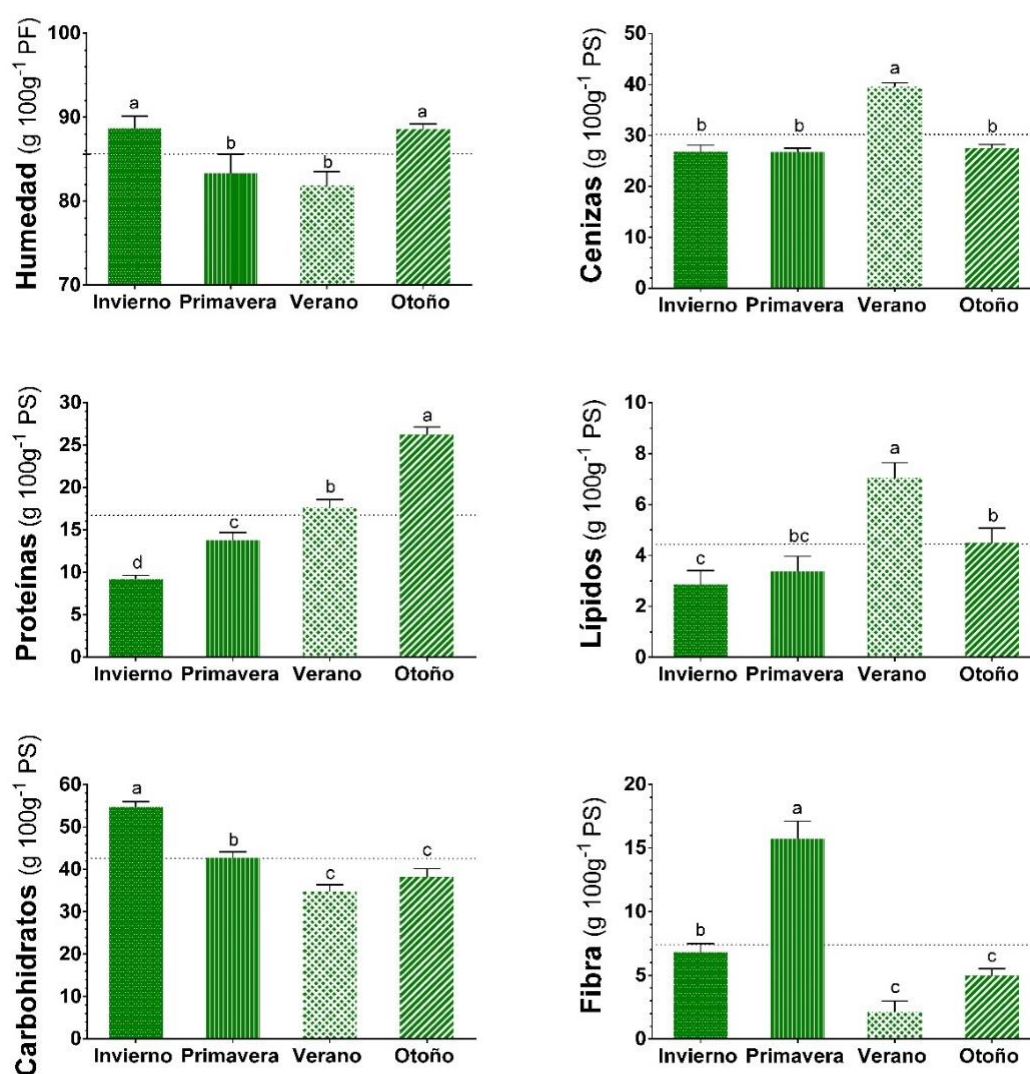 Humedad (g 100g⁻¹ PF)
100
90
80
70
a
b
b
a
Invierno Primavera Verano Otoño
Cenizas (g 100g⁻¹ PS)
50
40
30
20
10
0
b
b
a
b
Invierno Primavera Verano Otoño
Proteínas (g 100g⁻¹ PS)
30
25
20
15
10
5
0
d
c
b
a
Invierno Primavera Verano Otoño
Lípidos (g 100g⁻¹ PS)
10
8
6
4
2
0
c
bc
a
b
Invierno Primavera Verano Otoño
Carbohidratos (g 100g⁻¹ PS)
60
50
40
30
20
10
0
a
b
c
c
Invierno Primavera Verano Otoño
Fibra (g 100g⁻¹ PS)
20
15
10
5
0
b
a
c
c
Invierno Primavera Verano Otoño